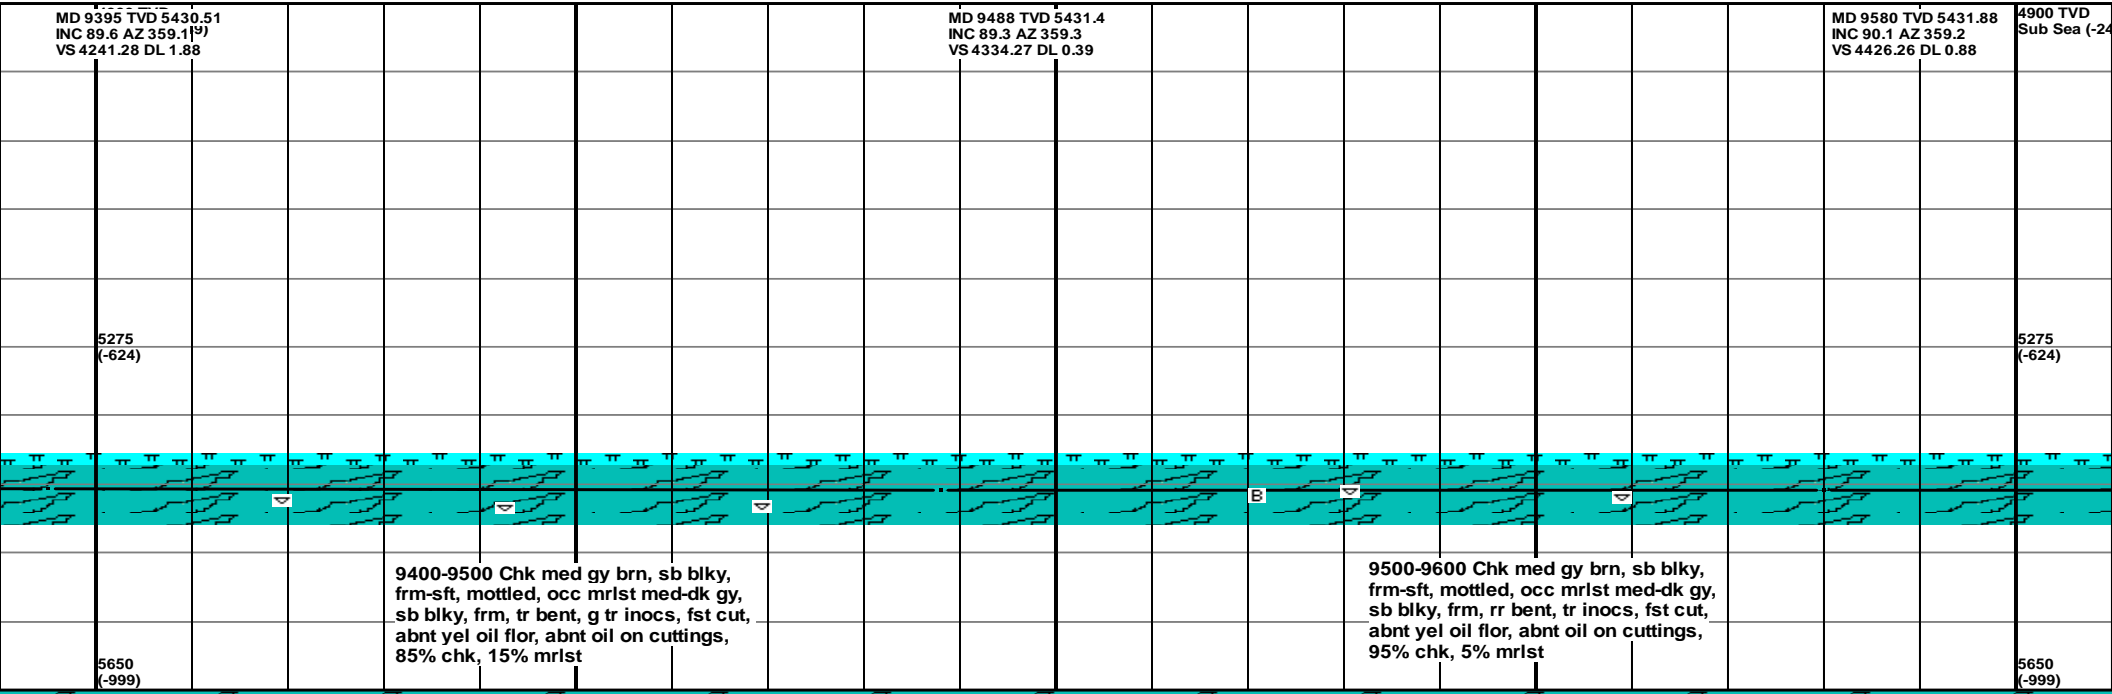 MD 9395 TVD 5430.51
INC 89.6 AZ 359.1
VS 4241.28 DL 1.88
MD 9488 TVD 5431.4
INC 89.3 AZ 359.3
VS 4334.27 DL 0.39
MD 9580 TVD 5431.88
INC 90.1 AZ 359.2
VS 4426.26 DL 0.88
4900 TVD
Sub Sea (-24
5275
(-624)
5275
(-624)
B
9400-9500 Chk med gy brn, sb blky,
frm-sft, mottled, occ mrlst med-dk gy,
sb blky, frm, tr bent, g tr inocs, fst cut,
abnt yel oil flor, abnt oil on cuttings,
85% chk, 15% mrlst
9500-9600 Chk med gy brn, sb blky,
frm-sft, mottled, occ mrlst med-dk gy,
sb blky, frm, rr bent, tr inocs, fst cut,
abnt yel oil flor, abnt oil on cuttings,
95% chk, 5% mrlst
5650
(-999)
5650
(-999)